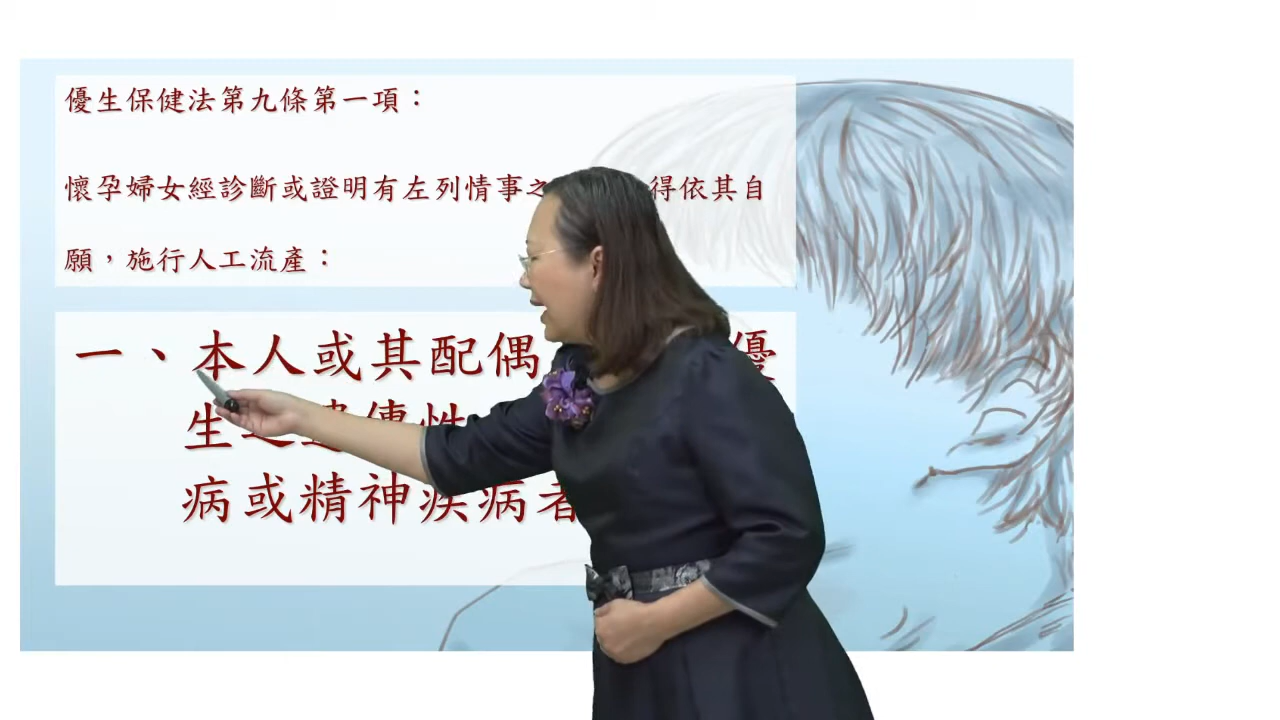 優生保健法第九條第一項：
懷孕婦女經診斷或證明有左列情事之 得依其自
願，施行人工流產：
一、本人或其配偶 優
生之遺傳性
病或精神疾病者